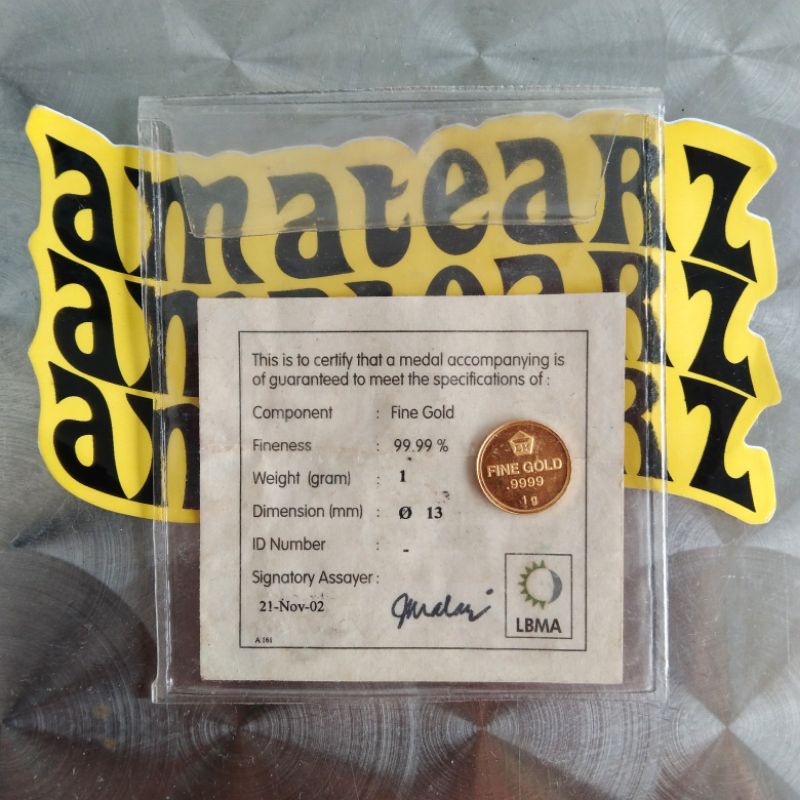 amateaRz
amateaRz
amateaRz
This is to certify that a medal accompanying is
of guaranteed to meet the specifications of :
Component : Fine Gold
Fineness : 99.99 %
Weight (gram) : 1
Dimension (mm) : Ø 13
ID Number : -
Signatory Assayer :
21-Nov-02
A 161
LBMA
FINE GOLD
.9999
1 g